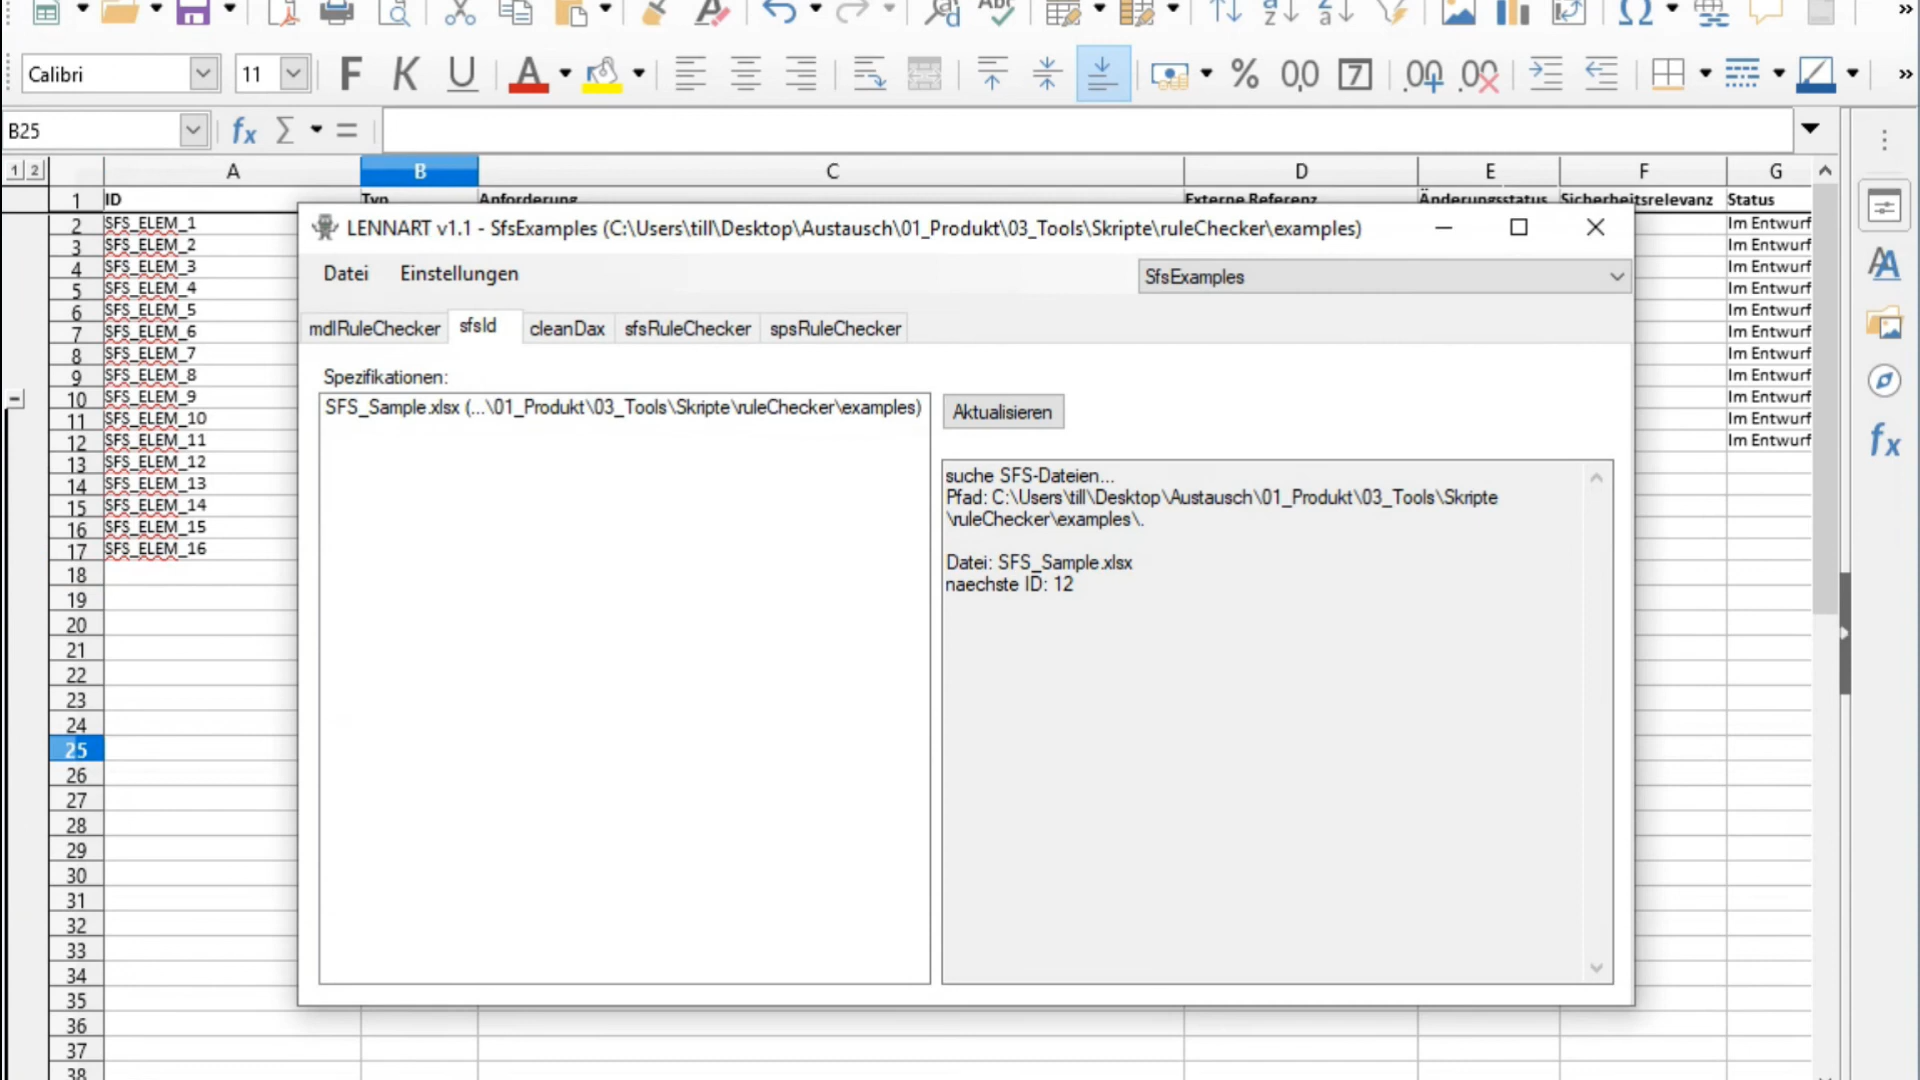 Calibri
11
F K U
A
%
0,0
7
B25
fx Σ =
1 2
A B C D E F G
1 ID Typ Anforderung Externe Referenz Änderungsstatus Sicherheitsrelevanz Status
2 SFS_ELEM_1 Im Entwurf
3 SFS_ELEM_2 Im Entwurf
4 SFS_ELEM_3 Im Entwurf
5 SFS_ELEM_4 Im Entwurf
6 SFS_ELEM_5 Im Entwurf
7 SFS_ELEM_6 Im Entwurf
8 SFS_ELEM_7 Im Entwurf
9 SFS_ELEM_8 Im Entwurf
10 SFS_ELEM_9 Im Entwurf
11 SFS_ELEM_10 Im Entwurf
12 SFS_ELEM_11 Im Entwurf
13 SFS_ELEM_12
14 SFS_ELEM_13
15 SFS_ELEM_14
16 SFS_ELEM_15
17 SFS_ELEM_16
18
19
20
21
22
23
24
25
26
27
28
29
30
31
32
33
34
35
36
37
38
LENNART v1.1 - SfsExamples (C:\Users\till\Desktop\Austausch\01_Produkt\03_Tools\Skripte\ruleChecker\examples)
Datei Einstellungen
SfsExamples
mdlRuleChecker sfsId cleanDax sfsRuleChecker spsRuleChecker
Spezifikationen:
SFS_Sample.xlsx (...\01_Produkt\03_Tools\Skripte\ruleChecker\examples)
Aktualisieren
suche SFS-Dateien...
Pfad: C:\Users\till\Desktop\Austausch\01_Produkt\03_Tools\Skripte
\ruleChecker\examples\.
Datei: SFS_Sample.xlsx
naechste ID: 12